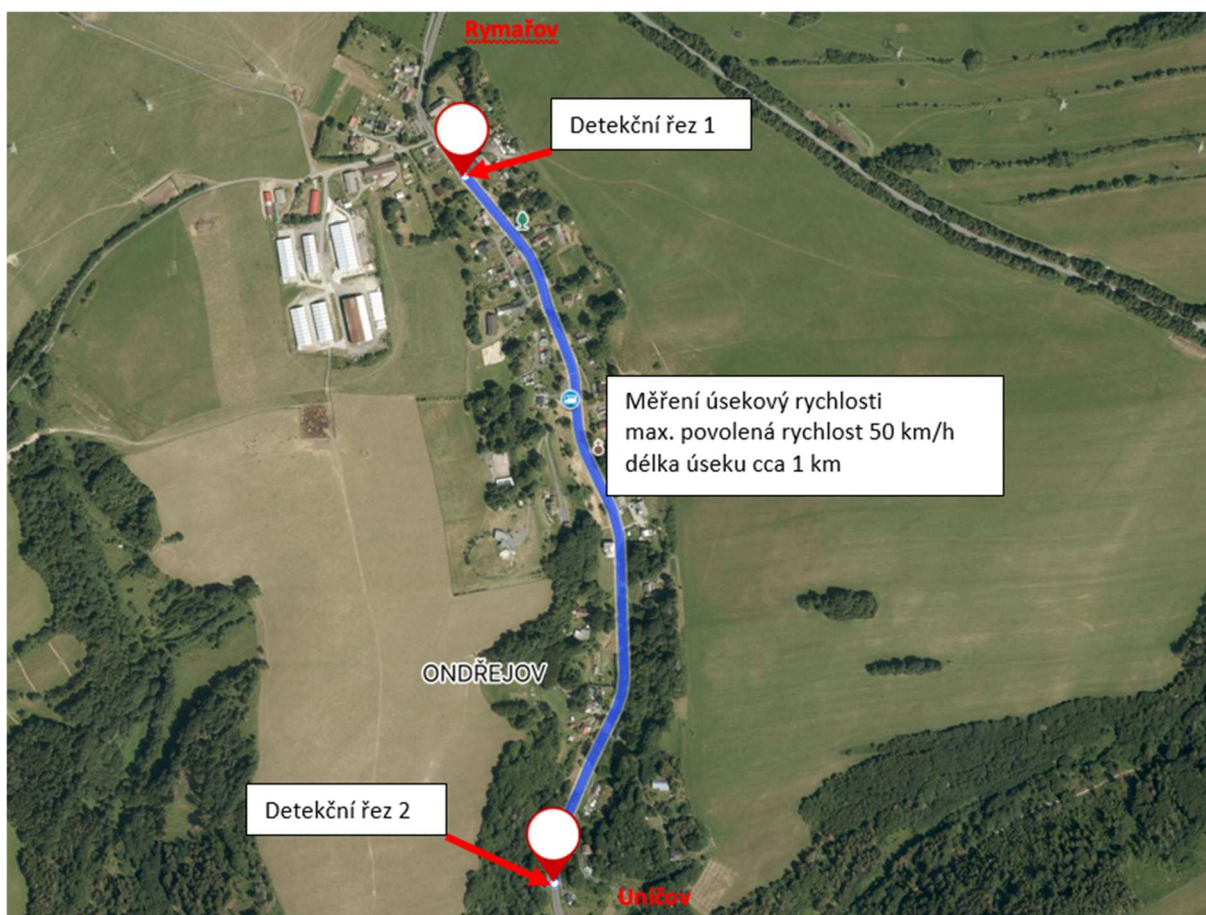 Rymařov
Detekční řez 1
Měření úsekový rychlosti
max. povolená rychlost 50 km/h
délka úseku cca 1 km
ONDŘEJOV
Detekční řez 2
Uničov